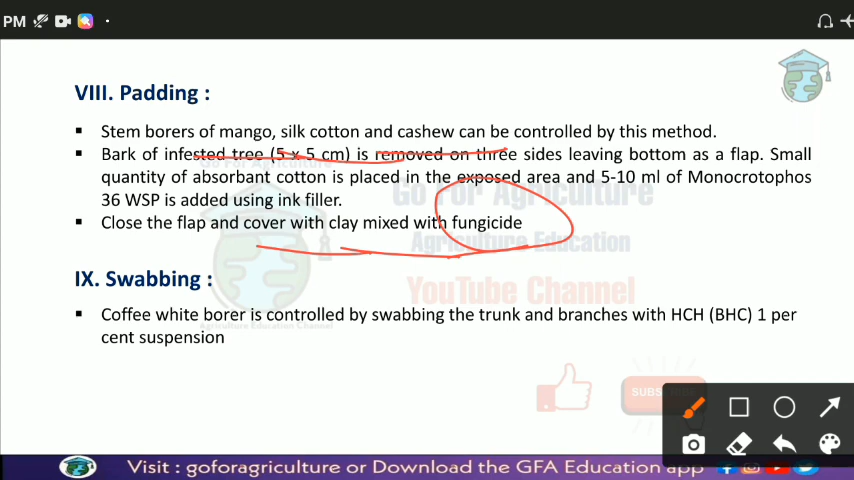 PM
VIII. Padding :
▪ Stem borers of mango, silk cotton and cashew can be controlled by this method.
▪ Bark of infested tree (5 x 5 cm) is removed on three sides leaving bottom as a flap. Small
quantity of absorbant cotton is placed in the exposed area and 5-10 ml of Monocrotophos
36 WSP is added using ink filler.
▪ Close the flap and cover with clay mixed with fungicide
Go For Agriculture
Agriculture Education
YouTube Channel
Agriculture Education Channel
IX. Swabbing :
▪ Coffee white borer is controlled by swabbing the trunk and branches with HCH (BHC) 1 per
cent suspension
SUBS
Visit : goforagriculture or Download the GFA Education app